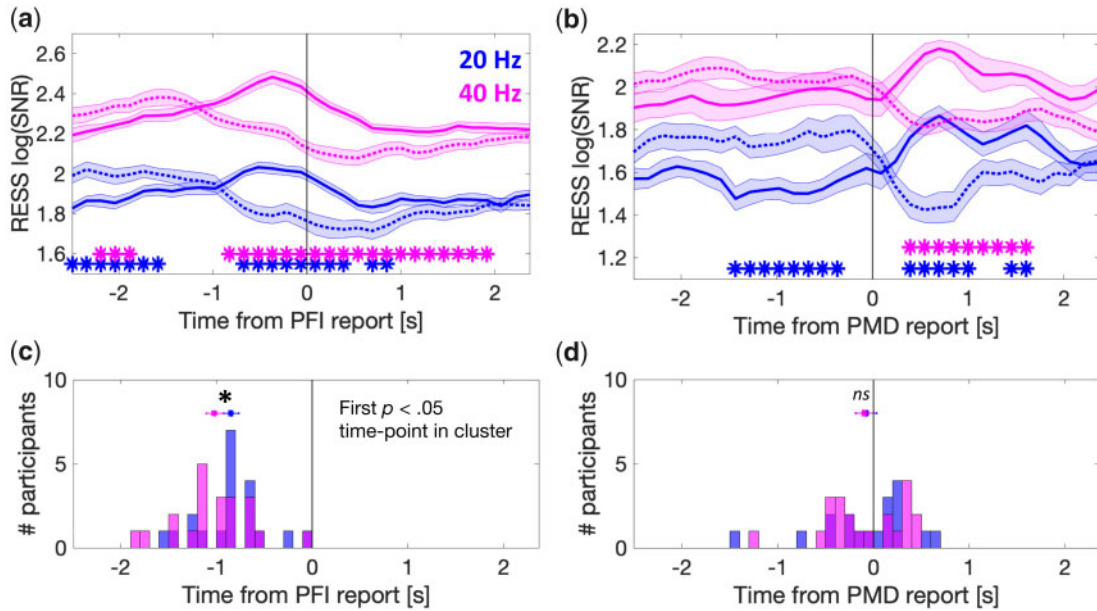 (a)
2.6
2.4
2.2
2
1.8
1.6
RESS log(SNR)
20 Hz
40 Hz
-2 -1 0 1 2
Time from PFI report [s]
(b)
2.2
2
1.8
1.6
1.4
1.2
RESS log(SNR)
-2 -1 0 1 2
Time from PMD report [s]
(c)
10
5
0
# participants
*
First p < .05
time-point in cluster
-2 -1 0 1 2
Time from PFI report [s]
(d)
10
5
0
# participants
ns
-2 -1 0 1 2
Time from PMD report [s]